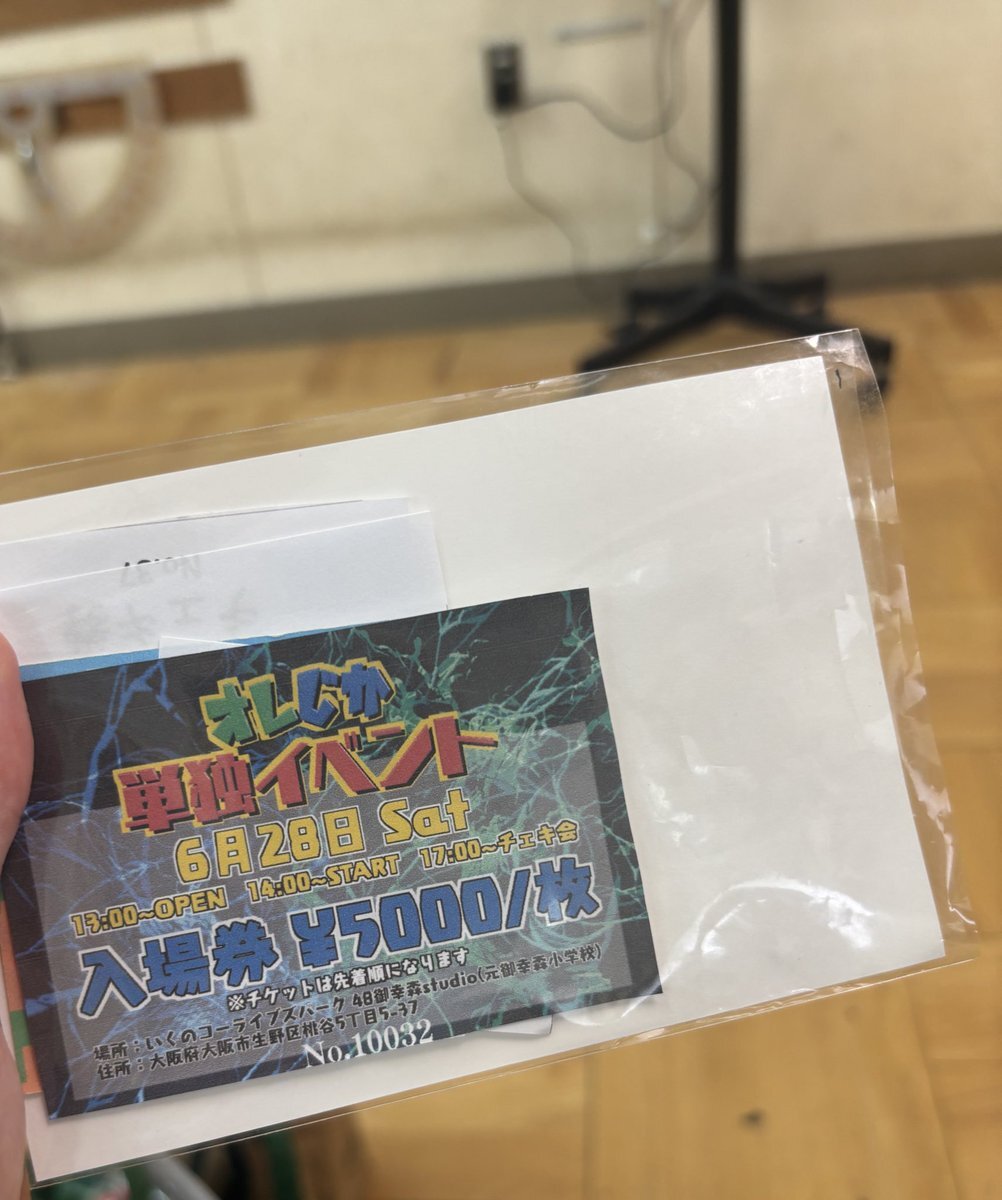 オレじか
単独イベント
6月28日 Sat
13:00~OPEN 14:00~START 17:00~チェキ会
入場券 ¥5000/枚
※チケットは先着順になります
場所：いくのコーライブズパーク 4B御幸森studio(元御幸森小学校)
住所：大阪府大阪市生野区桃谷5丁目5-37
No.10032